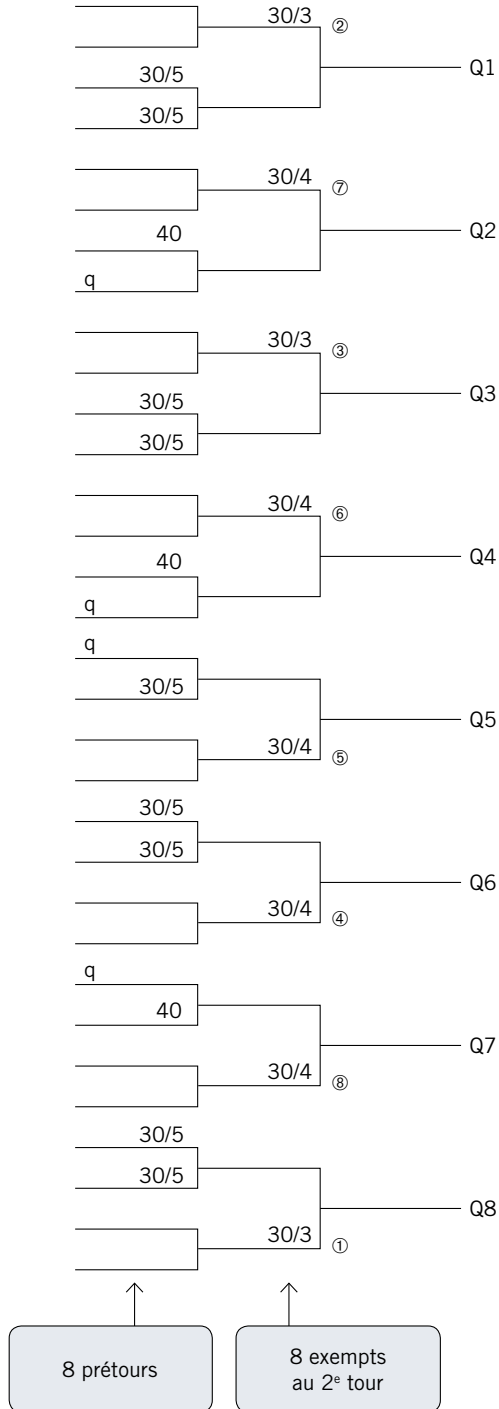 30/3 ②
Q1
30/5
30/5
30/4 ⑦
Q2
40
q
30/3 ③
Q3
30/5
30/5
30/4 ⑥
Q4
40
q
q
30/5
Q5
30/4 ⑤
30/5
30/5
Q6
30/4 ④
q
40
Q7
30/4 ⑧
30/5
30/5
Q8
30/3 ①
8 prétours
8 exempts
au 2e tour